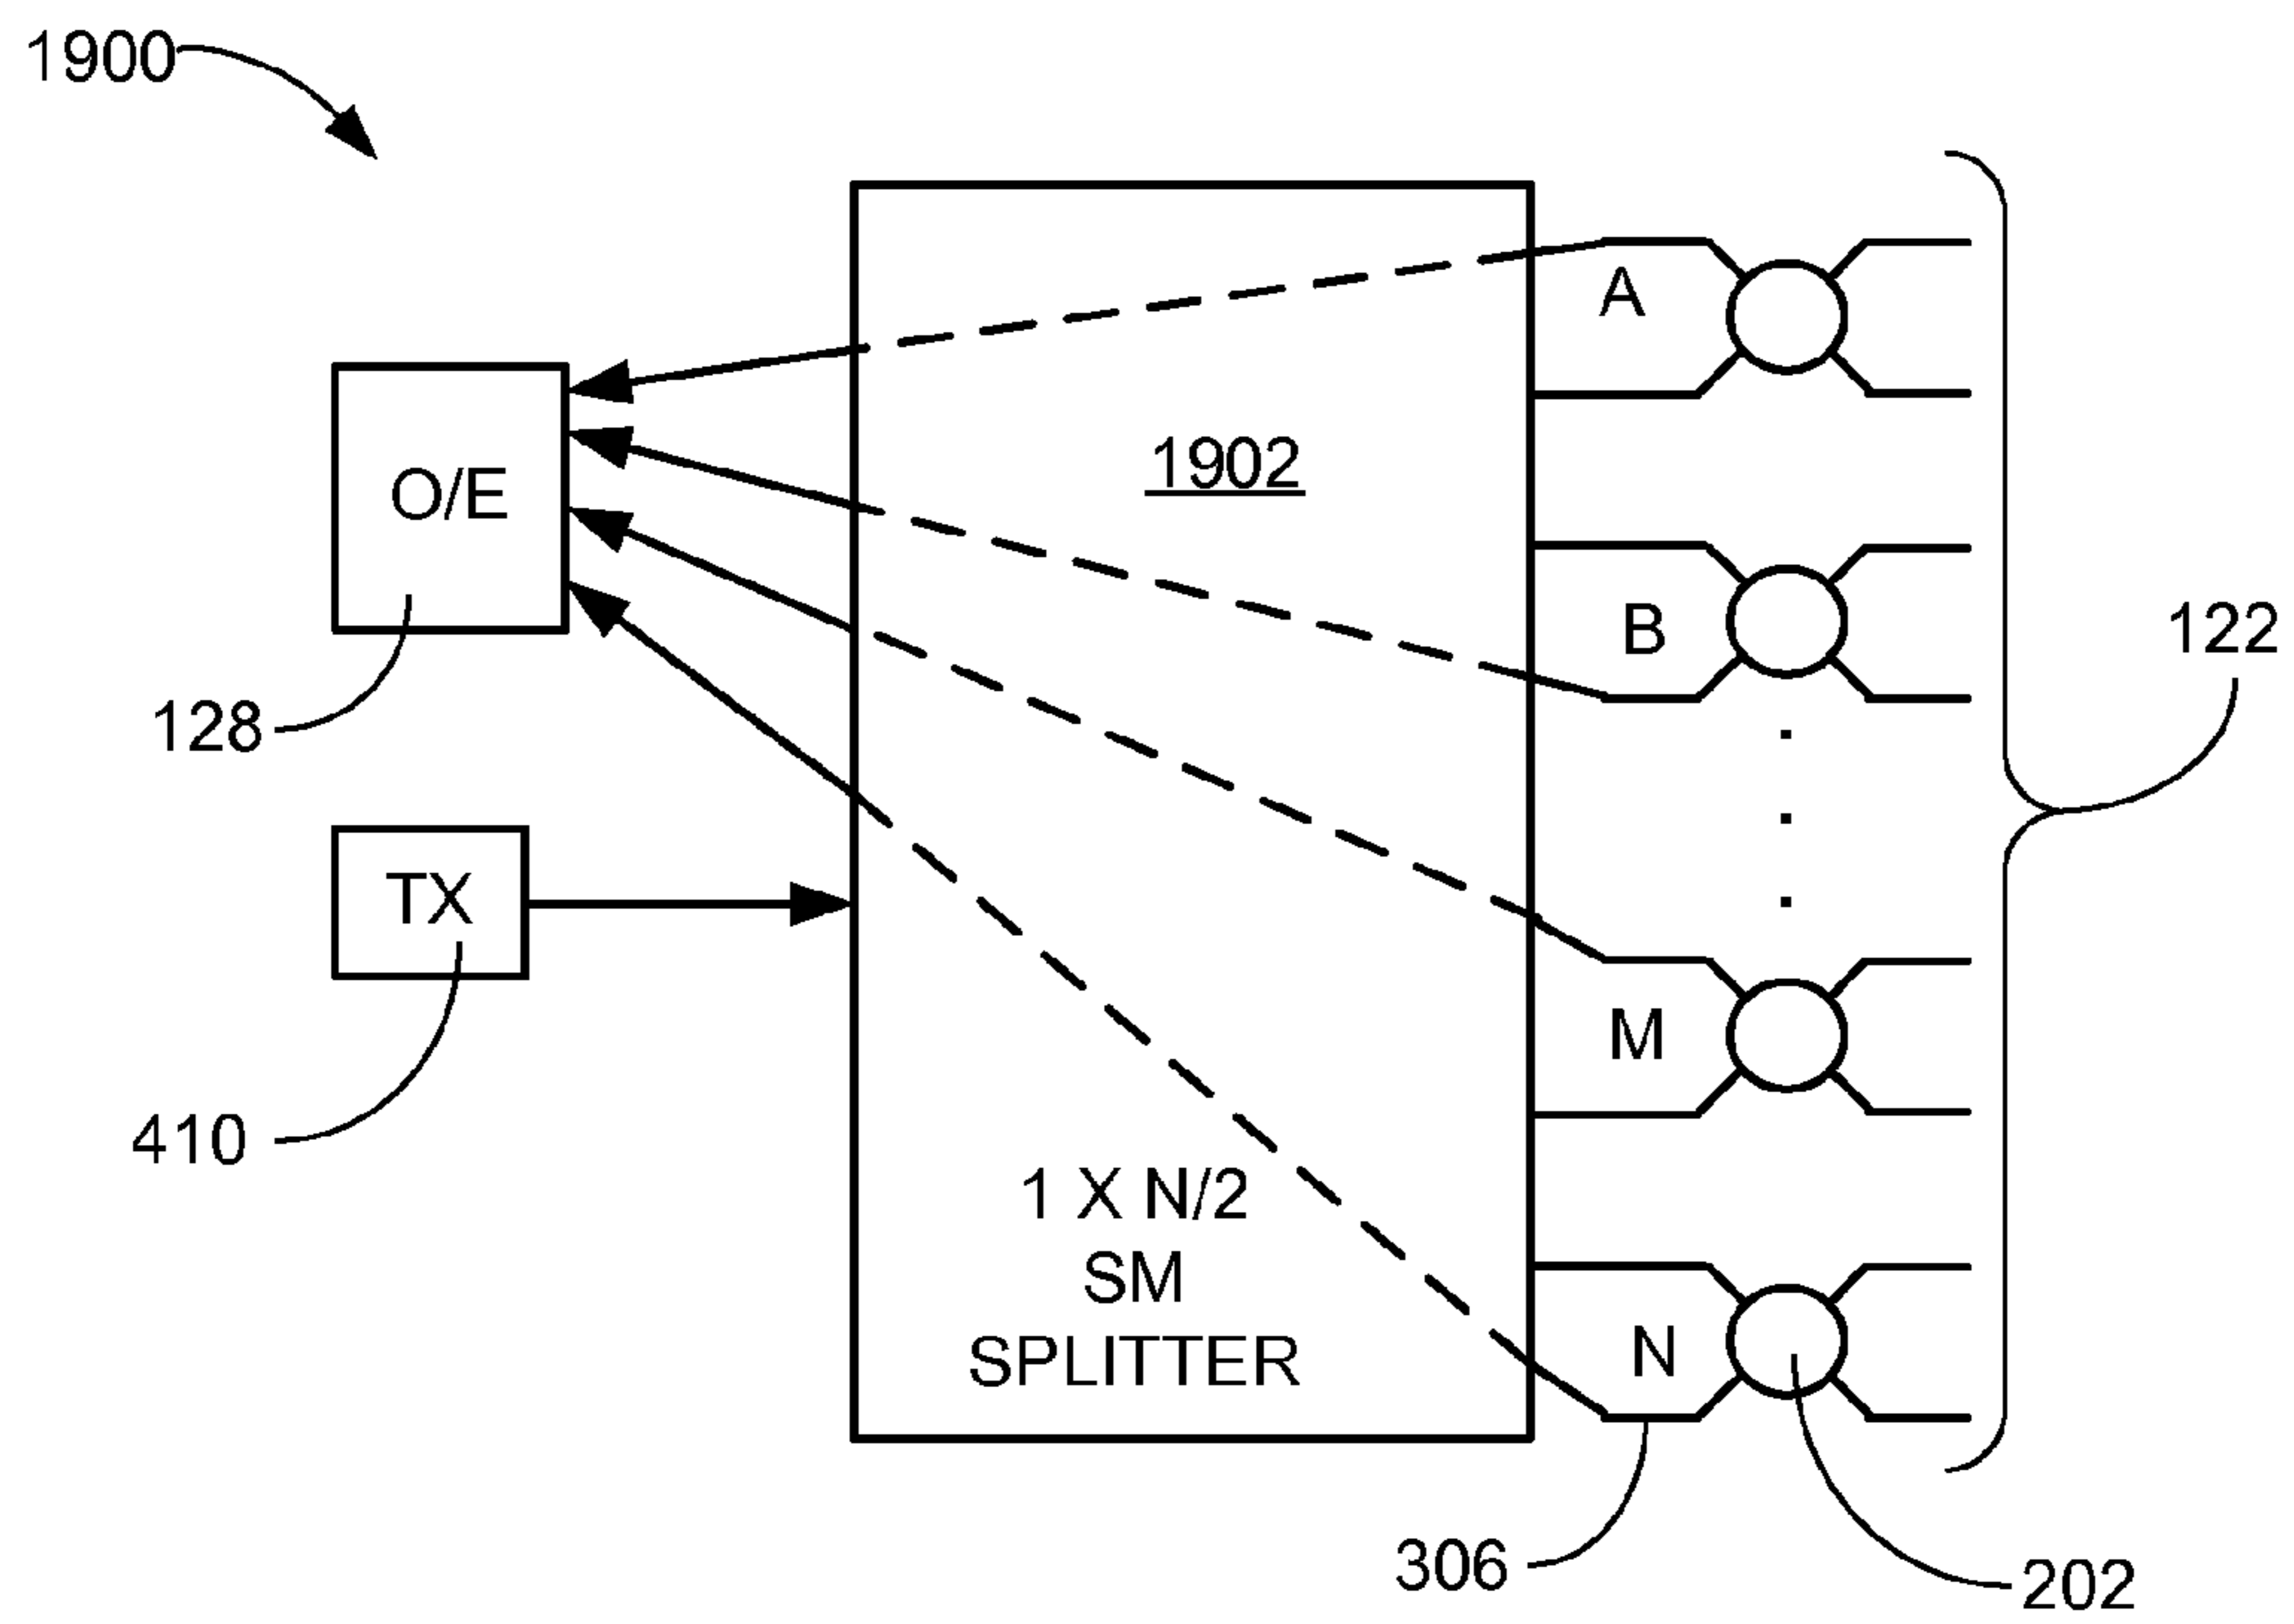 1900
A
1902
O/E
B
122
128
TX
M
410
1 X N/2
SM
SPLITTER
N
306
202